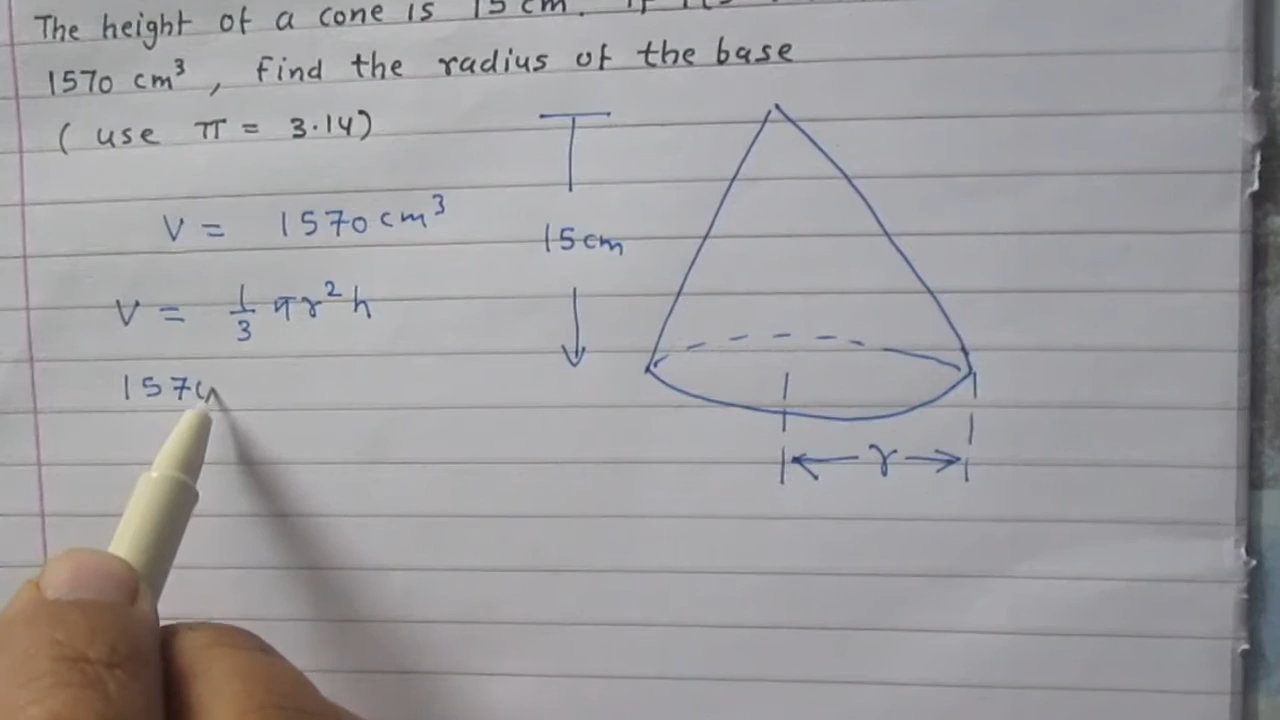 The height of a cone is 15 cm.
1570 cm³, find the radius of the base
( use π = 3.14)
V = 1570 cm³
15cm
V = 1/3 πr²h
157
r